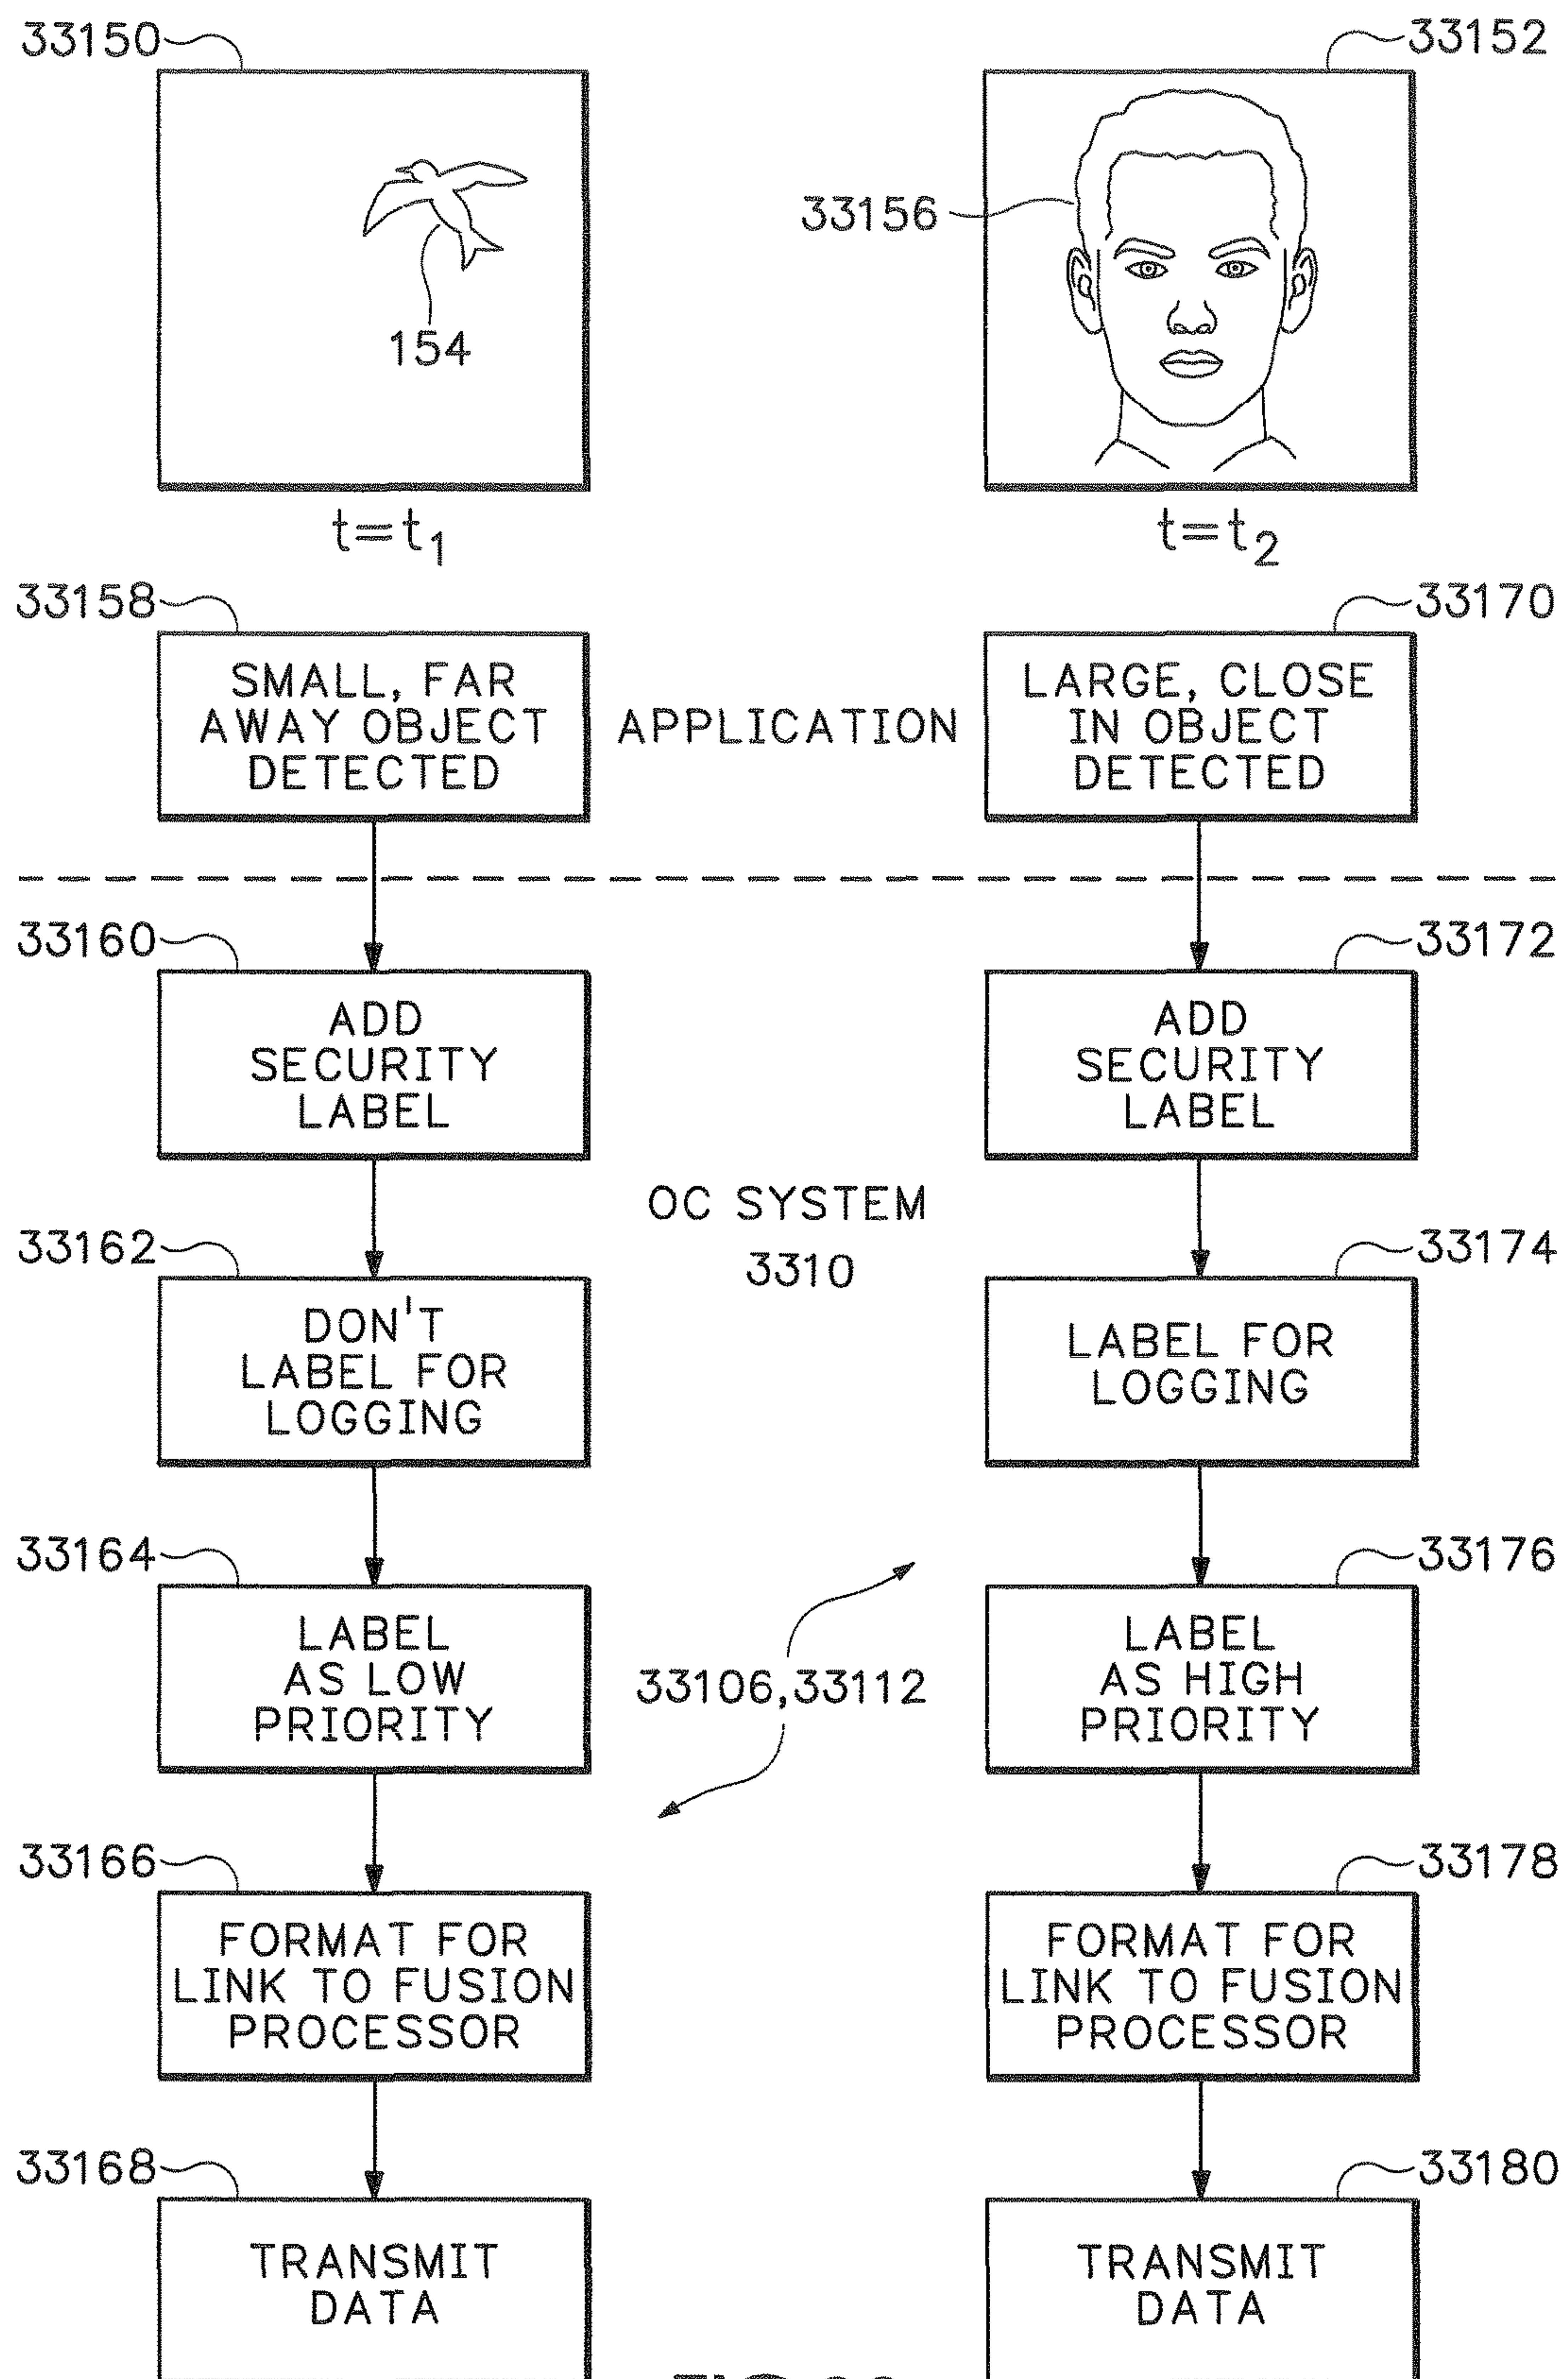 33150
33152
33156
154
t=t1
t=t2
33158
33170
SMALL, FAR
AWAY OBJECT
DETECTED
APPLICATION
LARGE, CLOSE
IN OBJECT
DETECTED
33160
33172
ADD
SECURITY
LABEL
ADD
SECURITY
LABEL
OC SYSTEM
3310
33162
33174
DON'T
LABEL FOR
LOGGING
LABEL FOR
LOGGING
33164
33176
LABEL
AS LOW
PRIORITY
33106,33112
LABEL
AS HIGH
PRIORITY
33166
33178
FORMAT FOR
LINK TO FUSION
PROCESSOR
FORMAT FOR
LINK TO FUSION
PROCESSOR
33168
33180
TRANSMIT
DATA
TRANSMIT
DATA